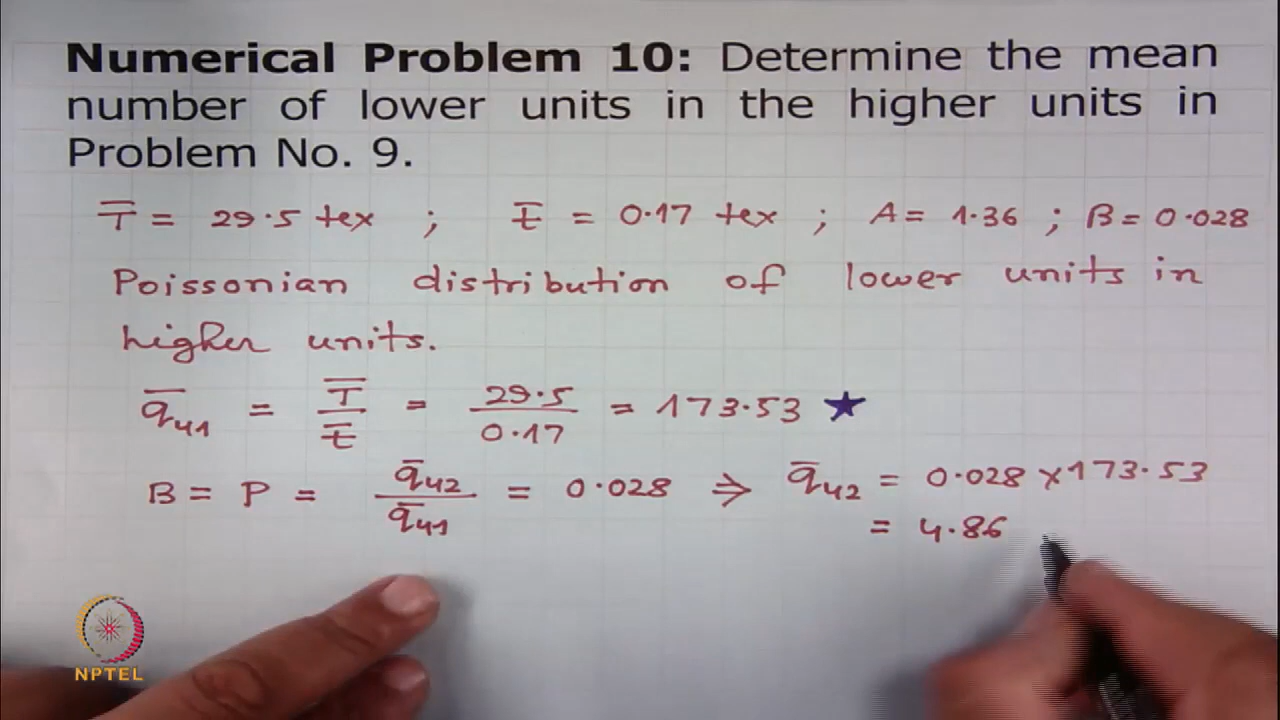 Numerical Problem 10: Determine the mean
number of lower units in the higher units in
Problem No. 9.
T̅ = 29.5 tex ; t̅ = 0.17 tex ; A = 1.36 ; B = 0.028
Poissonian distribution of lower units in
higher units.
q̅41 = T̅ / t̅ = 29.5 / 0.17 = 173.53 ★
B = P = q̅42 / q̅41 = 0.028 ⇒ q̅42 = 0.028 × 173.53
= 4.86
NPTEL